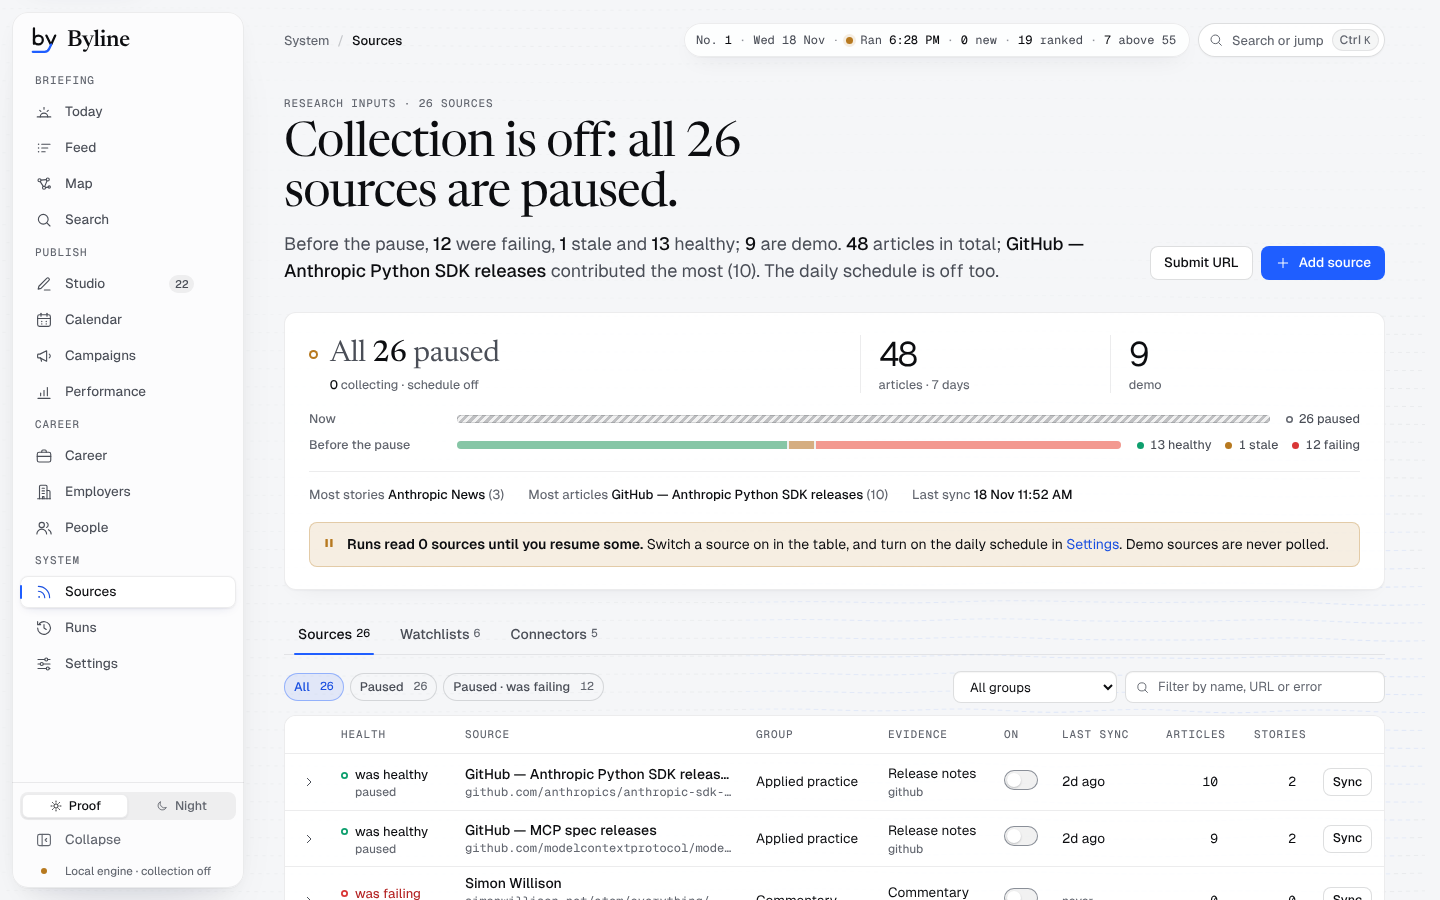 by Byline
BRIEFING
Today
Feed
Map
Search
PUBLISH
Studio 22
Calendar
Campaigns
Performance
CAREER
Career
Employers
People
SYSTEM
Sources
Runs
Settings
Proof Night
Collapse
Local engine · collection off
System / Sources
No. 1 · Wed 18 Nov · Ran 6:28 PM · 0 new · 19 ranked · 7 above 55
Search or jump Ctrl K
RESEARCH INPUTS · 26 SOURCES
Collection is off: all 26
sources are paused.
Before the pause, 12 were failing, 1 stale and 13 healthy; 9 are demo. 48 articles in total; GitHub —
Anthropic Python SDK releases contributed the most (10). The daily schedule is off too.
Submit URL
+ Add source
All 26 paused
0 collecting · schedule off
48
articles · 7 days
9
demo
Now
26 paused
Before the pause
13 healthy 1 stale 12 failing
Most stories Anthropic News (3) Most articles GitHub — Anthropic Python SDK releases (10) Last sync 18 Nov 11:52 AM
Runs read 0 sources until you resume some. Switch a source on in the table, and turn on the daily schedule in Settings. Demo sources are never polled.
Sources 26 Watchlists 6 Connectors 5
All 26 Paused 26 Paused · was failing 12
All groups
Filter by name, URL or error
HEALTH SOURCE GROUP EVIDENCE ON LAST SYNC ARTICLES STORIES
was healthy
paused
GitHub — Anthropic Python SDK releas…
github.com/anthropics/anthropic-sdk-…
Applied practice
Release notes
github
2d ago
10
2
Sync
was healthy
paused
GitHub — MCP spec releases
github.com/modelcontextprotocol/mode…
Applied practice
Release notes
github
2d ago
9
2
Sync
was failing
Simon Willison
Commentary